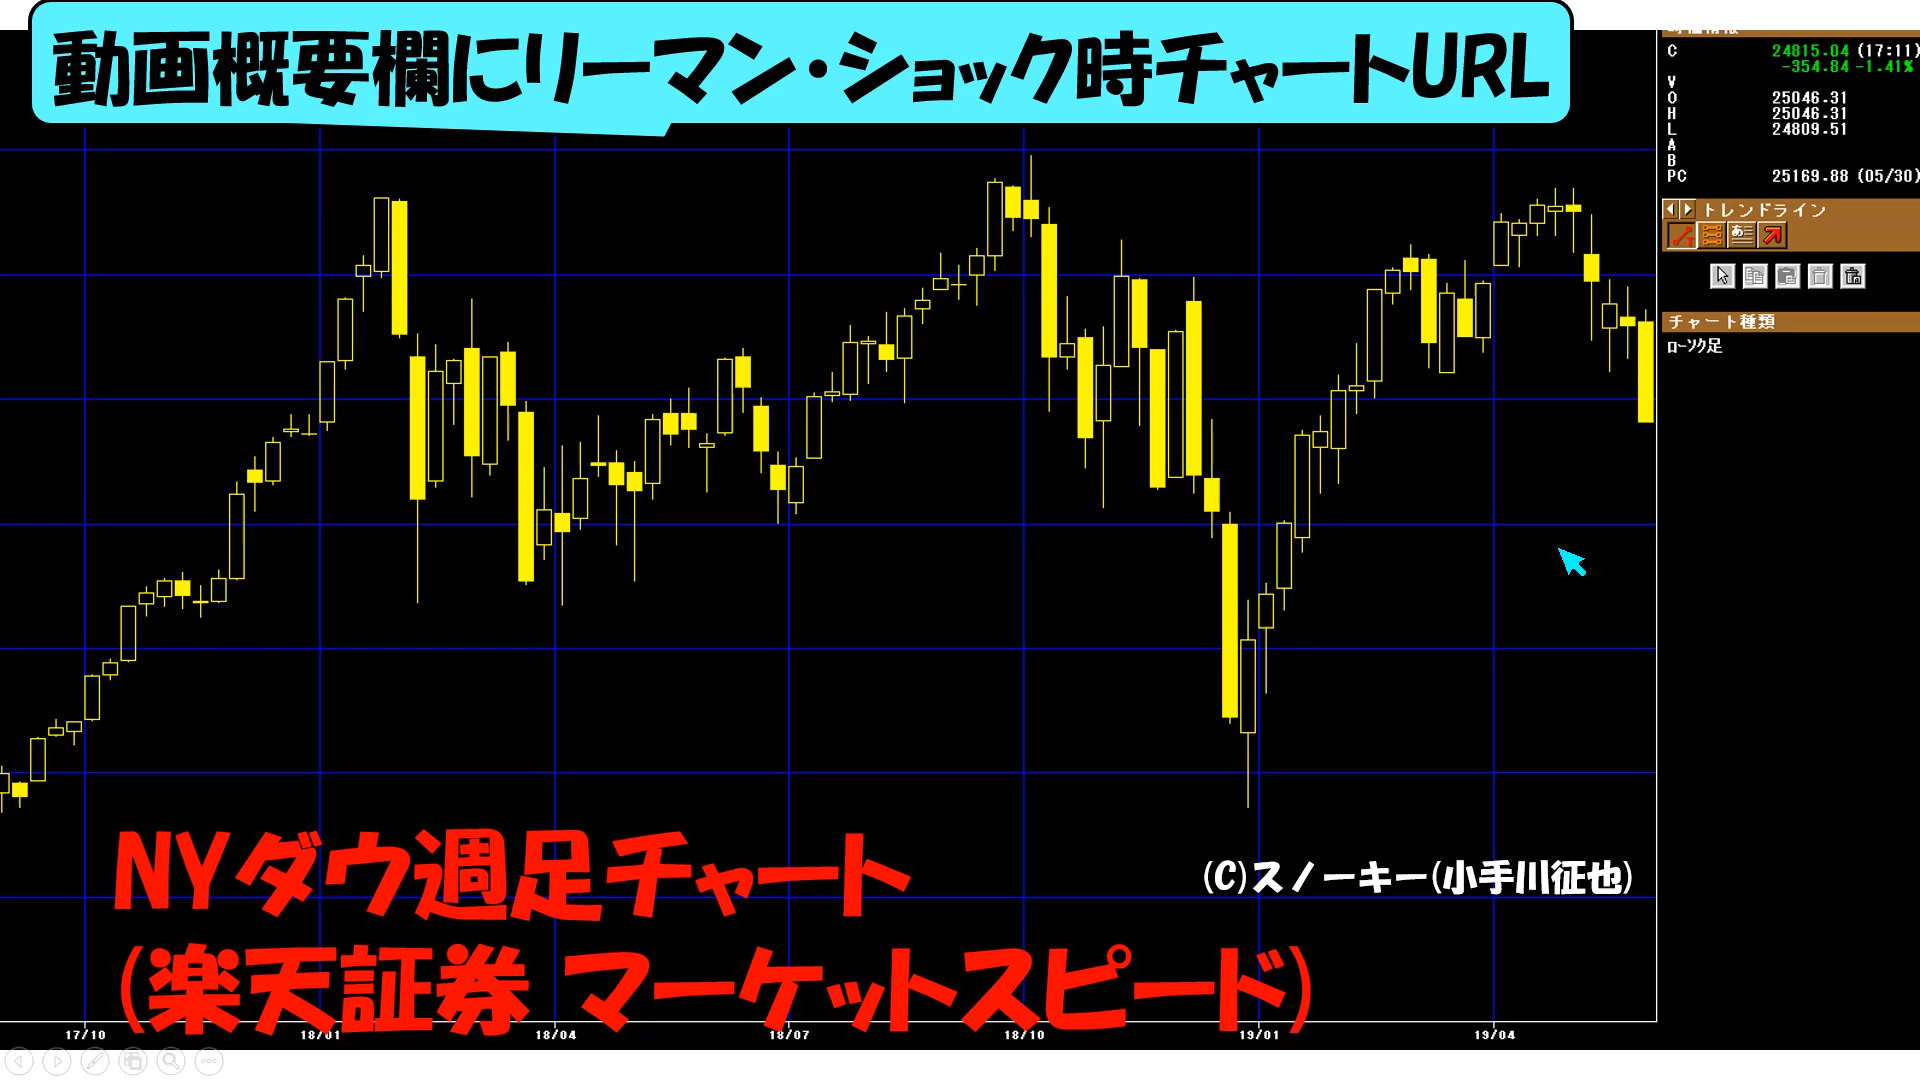 動画概要欄にリーマン・ショック時チャートURL
C 24815.04 (17:11)
-354.84 -1.41%
V
O 25046.31
H 25046.31
L 24809.51
A
B
PC 25169.88 (05/30)
トレンドライン
チャート種類
ローソク足
NYダウ週足チャート
(C)スノーキー(小手川征也)
(楽天証券 マーケットスピード)
17/10 18/01 18/04 18/07 18/10 19/01 19/04